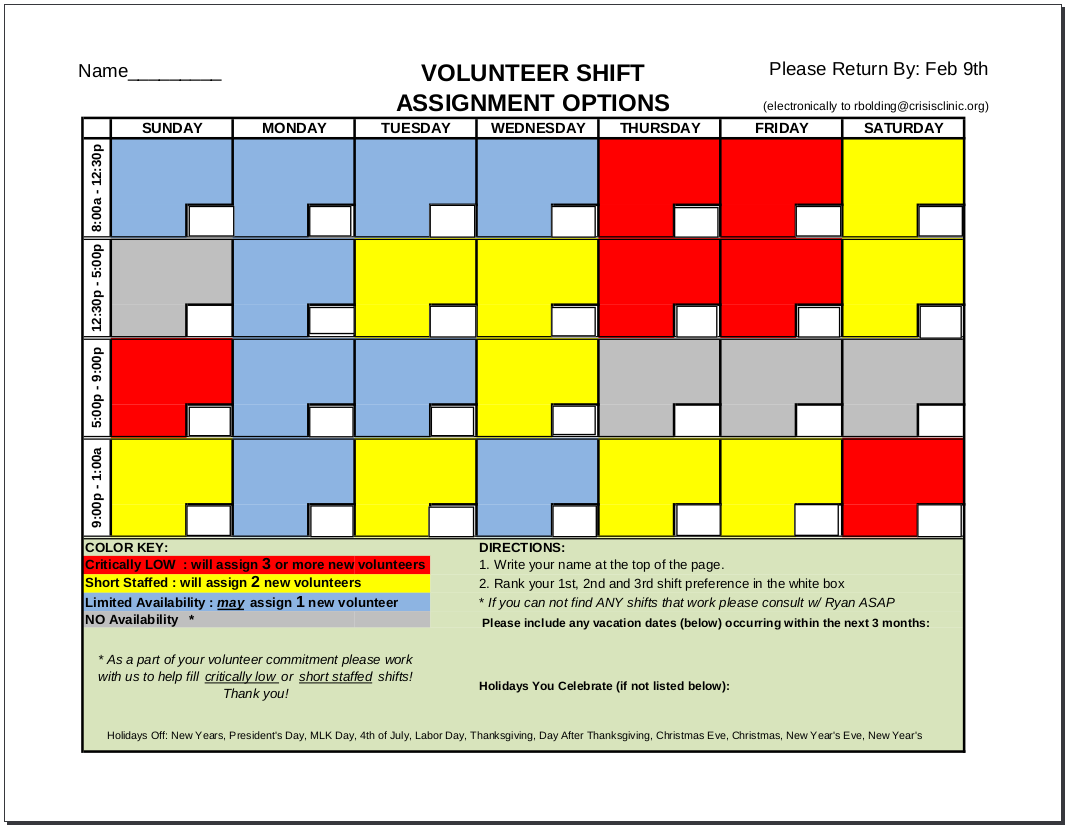 Name_________
VOLUNTEER SHIFT
ASSIGNMENT OPTIONS
Please Return By: Feb 9th
(electronically to rbolding@crisisclinic.org)
SUNDAY MONDAY TUESDAY WEDNESDAY THURSDAY FRIDAY SATURDAY
8:00a - 12:30p
12:30p - 5:00p
5:00p - 9:00p
9:00p - 1:00a
COLOR KEY:
Critically LOW : will assign 3 or more new volunteers
Short Staffed : will assign 2 new volunteers
Limited Availability : may assign 1 new volunteer
NO Availability *
* As a part of your volunteer commitment please work
with us to help fill critically low or short staffed shifts!
Thank you!
DIRECTIONS:
1. Write your name at the top of the page.
2. Rank your 1st, 2nd and 3rd shift preference in the white box
* If you can not find ANY shifts that work please consult w/ Ryan ASAP
Please include any vacation dates (below) occurring within the next 3 months:
Holidays You Celebrate (if not listed below):
Holidays Off: New Years, President's Day, MLK Day, 4th of July, Labor Day, Thanksgiving, Day After Thanksgiving, Christmas Eve, Christmas, New Year's Eve, New Year's